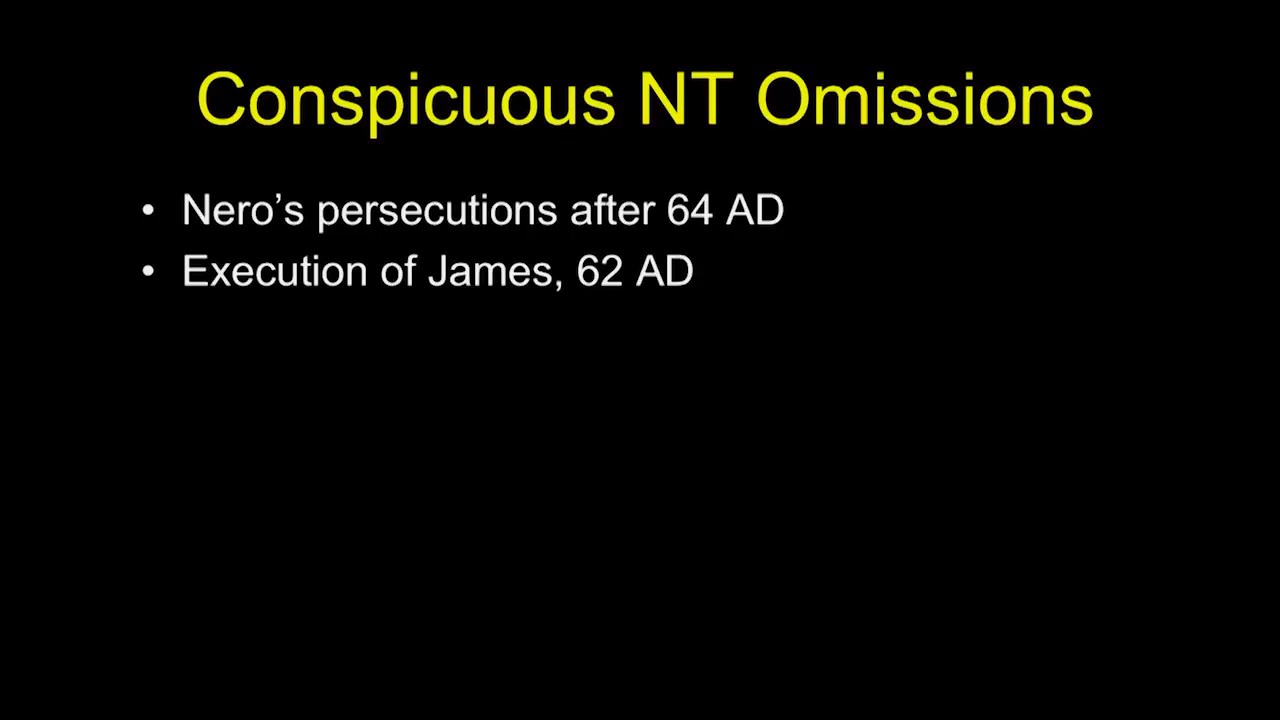 Conspicuous NT Omissions
• Nero’s persecutions after 64 AD
• Execution of James, 62 AD